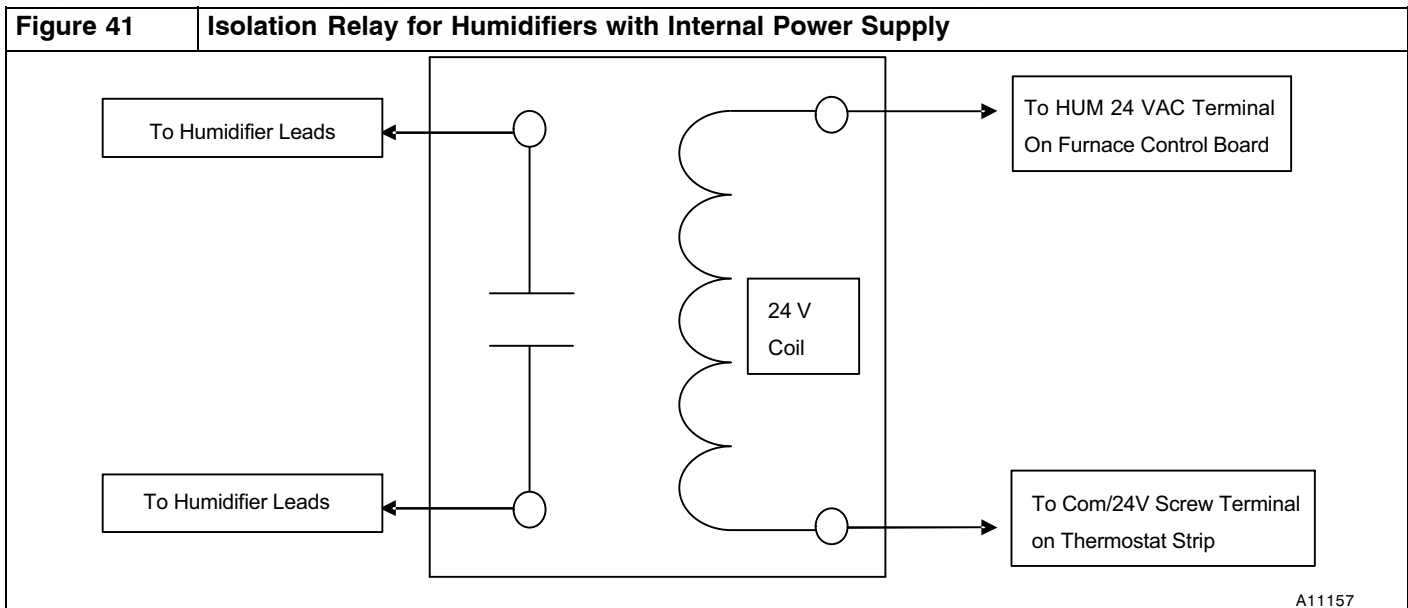 Figure 41 Isolation Relay for Humidifiers with Internal Power Supply
To Humidifier Leads
To HUM 24 VAC Terminal
On Furnace Control Board
24 V
Coil
To Humidifier Leads
To Com/24V Screw Terminal
on Thermostat Strip
A11157